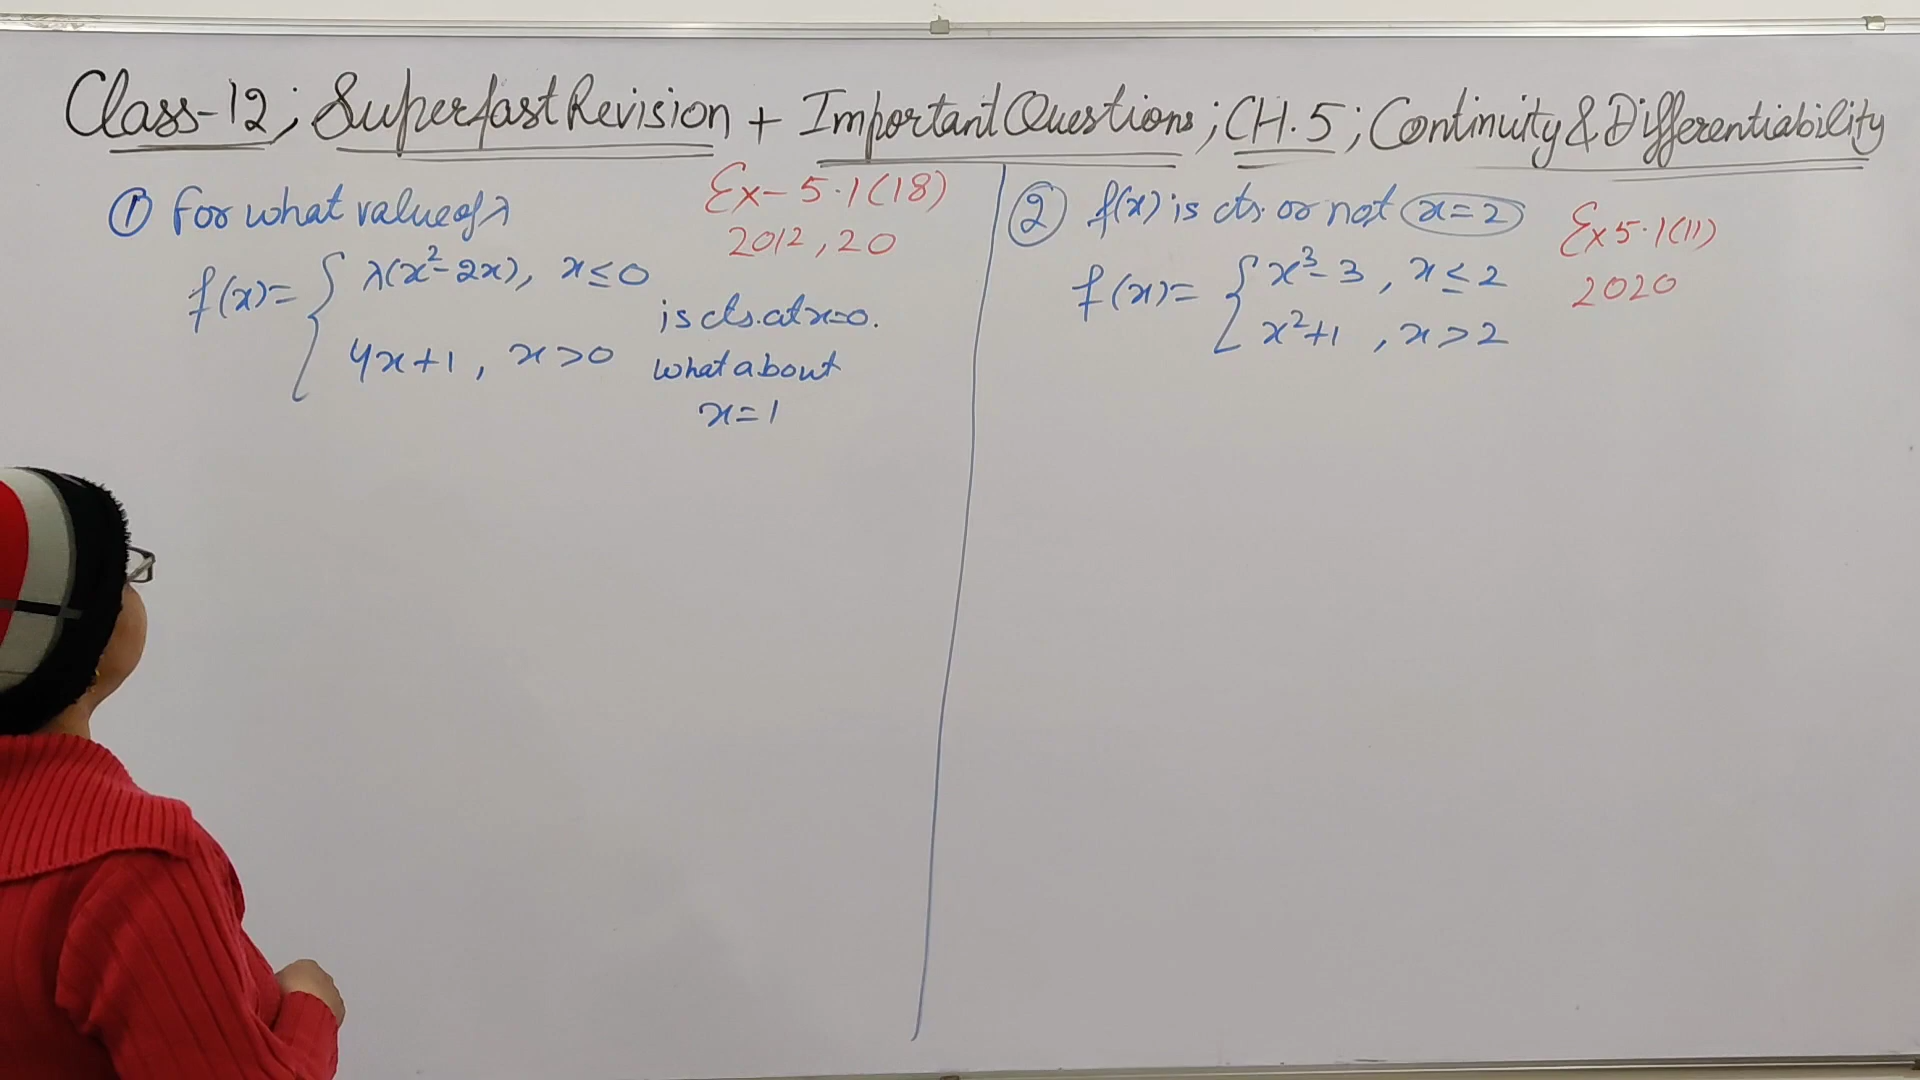 Class-12; Superfast Revision + Important Questions; CH.5; Continuity & Differentiability
① For what value of λ
Ex-5.1(18)
2012, 20
f(x)= { λ(x²-2x), x≤0
4x+1, x>0
is cts. at x=0.
what about
x=1
② f(x) is cts. or not x=2
Ex 5.1(11)
2020
f(x)= { x³-3, x≤2
x²+1, x>2